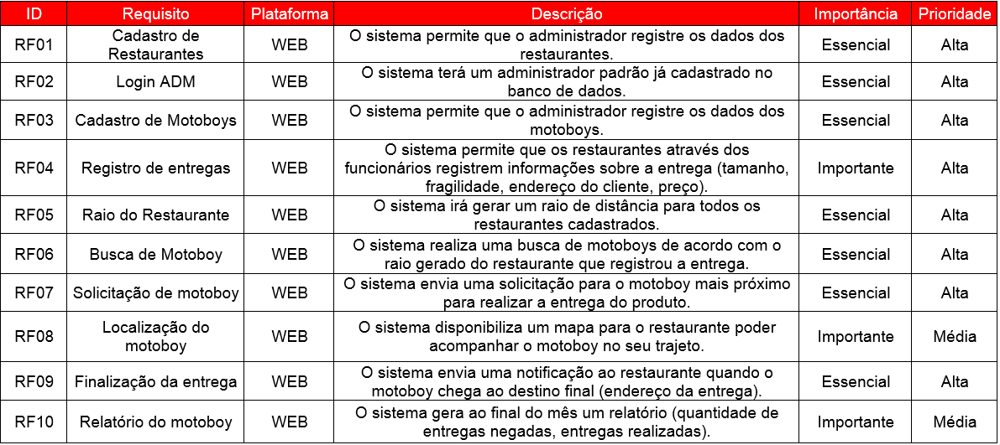 ID Requisito Plataforma Descrição Importância Prioridade
RF01 Cadastro de Restaurantes WEB O sistema permite que o administrador registre os dados dos restaurantes. Essencial Alta
RF02 Login ADM WEB O sistema terá um administrador padrão já cadastrado no banco de dados. Essencial Alta
RF03 Cadastro de Motoboys WEB O sistema permite que o administrador registre os dados dos motoboys. Essencial Alta
RF04 Registro de entregas WEB O sistema permite que os restaurantes através dos funcionários registrem informações sobre a entrega (tamanho, fragilidade, endereço do cliente, preço). Importante Alta
RF05 Raio do Restaurante WEB O sistema irá gerar um raio de distância para todos os restaurantes cadastrados. Essencial Alta
RF06 Busca de Motoboy WEB O sistema realiza uma busca de motoboys de acordo com o raio gerado do restaurante que registrou a entrega. Essencial Alta
RF07 Solicitação de motoboy WEB O sistema envia uma solicitação para o motoboy mais próximo para realizar a entrega do produto. Essencial Alta
RF08 Localização do motoboy WEB O sistema disponibiliza um mapa para o restaurante poder acompanhar o motoboy no seu trajeto. Importante Média
RF09 Finalização da entrega WEB O sistema envia uma notificação ao restaurante quando o motoboy chega ao destino final (endereço da entrega). Essencial Alta
RF10 Relatório do motoboy WEB O sistema gera ao final do mês um relatório (quantidade de entregas negadas, entregas realizadas). Importante Média